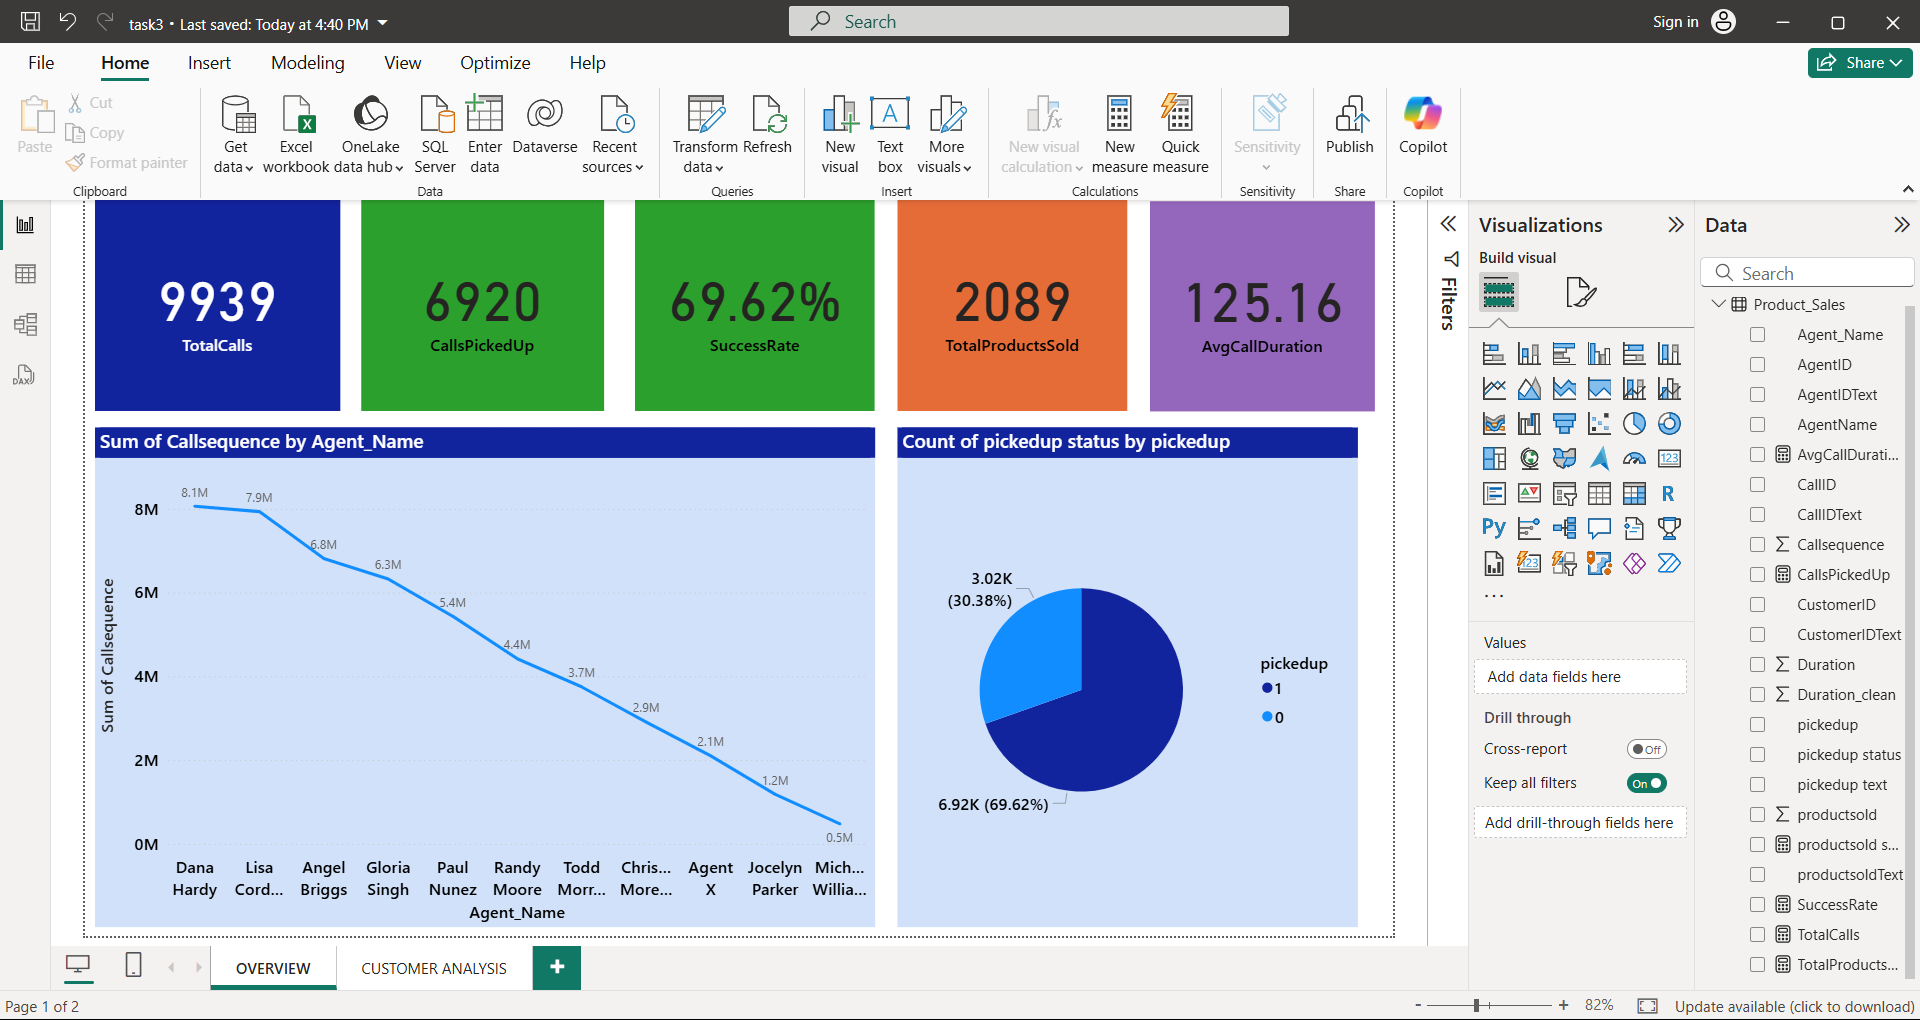 task3 • Last saved: Today at 4:40 PM
Search
Sign in
File
Home
Insert
Modeling
View
Optimize
Help
Share
Paste
Cut
Copy
Format painter
Clipboard
Get data
Excel workbook
OneLake data hub
SQL Server
Enter data
Dataverse
Recent sources
Data
Transform data
Refresh
Queries
New visual
Text box
More visuals
Insert
New visual calculation
New measure
Quick measure
Calculations
Sensitivity
Sensitivity
Publish
Share
Copilot
Copilot
9939
TotalCalls
6920
CallsPickedUp
69.62%
SuccessRate
2089
TotalProductsSold
125.16
AvgCallDuration
Sum of Callsequence by Agent_Name
Sum of Callsequence
8M
6M
4M
2M
0M
8.1M
7.9M
6.8M
6.3M
5.4M
4.4M
3.7M
2.9M
2.1M
1.2M
0.5M
Dana Hardy
Lisa Cord...
Angel Briggs
Gloria Singh
Paul Nunez
Randy Moore
Todd Morr...
Chris... More...
Agent X
Jocelyn Parker
Mich... Willia...
Agent_Name
Count of pickedup status by pickedup
3.02K
(30.38%)
6.92K (69.62%)
pickedup
1
0
Filters
Visualizations
Build visual
123
R
Py
123
...
Values
Add data fields here
Drill through
Cross-report
Off
Keep all filters
On
Add drill-through fields here
Data
Search
Product_Sales
Agent_Name
AgentID
AgentIDText
AgentName
AvgCallDurati...
CallID
CallIDText
Callsequence
CallsPickedUp
CustomerID
CustomerIDText
Duration
Duration_clean
pickedup
pickedup status
pickedup text
productsold
productsold s...
productsoldText
SuccessRate
TotalCalls
TotalProducts...
DAX
OVERVIEW
CUSTOMER ANALYSIS
+
Page 1 of 2
- + 82%
Update available (click to download)